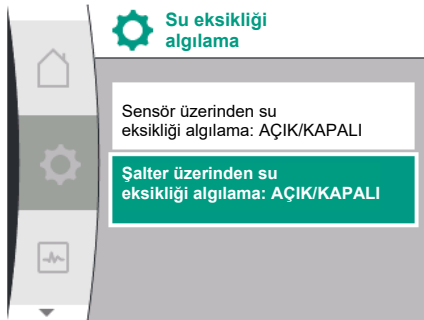 Su eksikliği
algılama
Sensör üzerinden su
eksikliği algılama: AÇIK/KAPALI
Şalter üzerinden su
eksikliği algılama: AÇIK/KAPALI